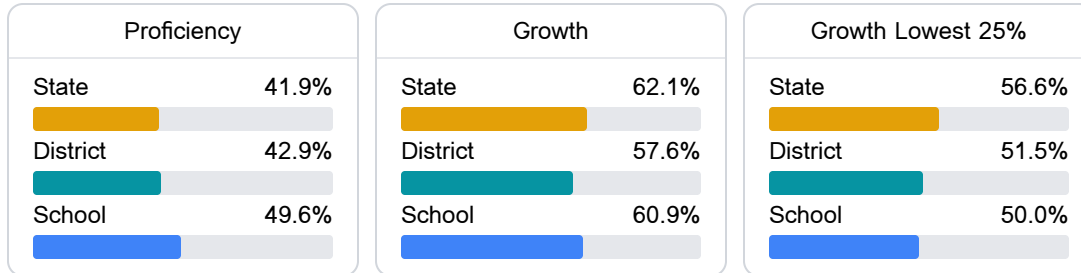 Proficiency
State 41.9%
District 42.9%
School 49.6%
Growth
State 62.1%
District 57.6%
School 60.9%
Growth Lowest 25%
State 56.6%
District 51.5%
School 50.0%